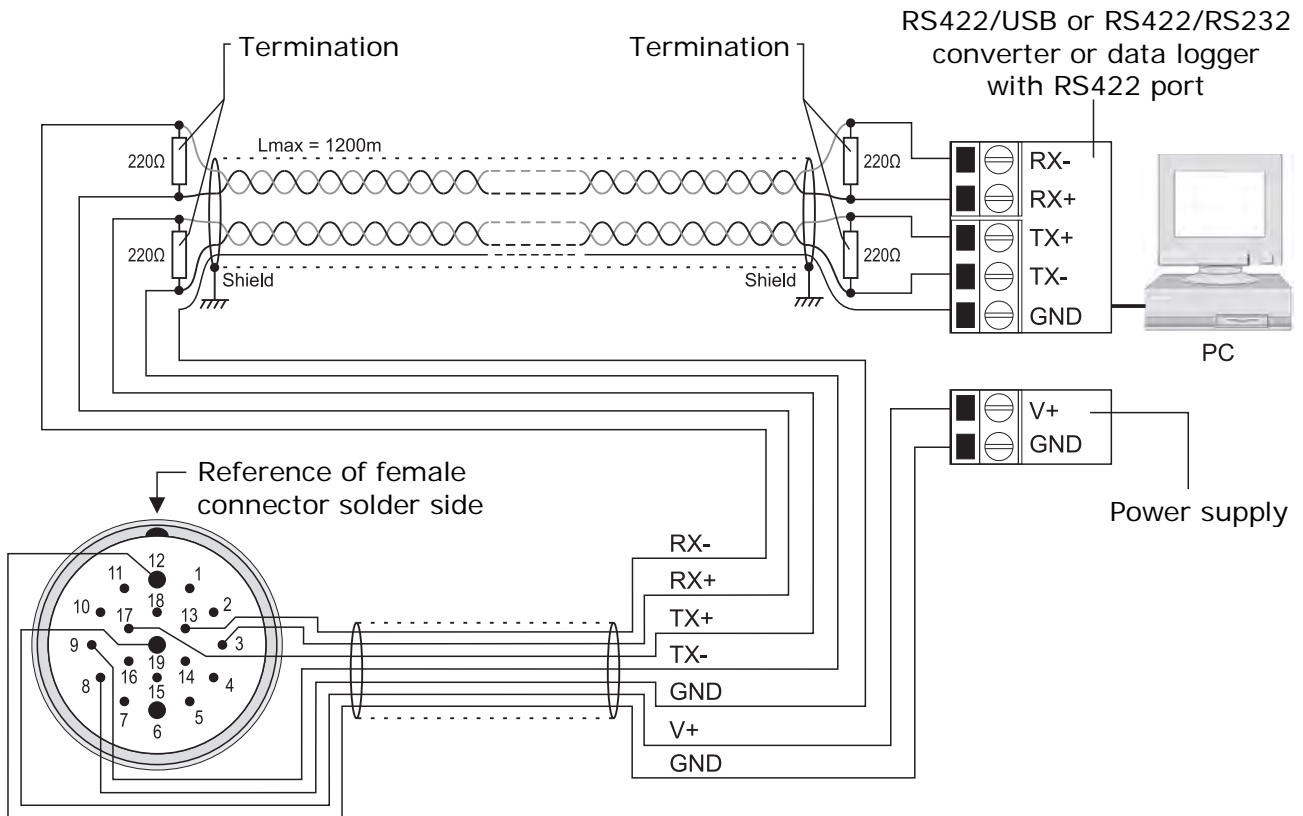 RS422/USB or RS422/RS232
converter or data logger
with RS422 port
Termination
Termination
Lmax = 1200m
220Ω
220Ω
220Ω
220Ω
Shield
Shield
RX-
RX+
TX+
TX-
GND
PC
V+
GND
Power supply
Reference of female
connector solder side
RX-
RX+
TX+
TX-
GND
V+
GND
12
11
1
10
18
2
17
13
9
3
19
16
14
8
4
15
7
5
6